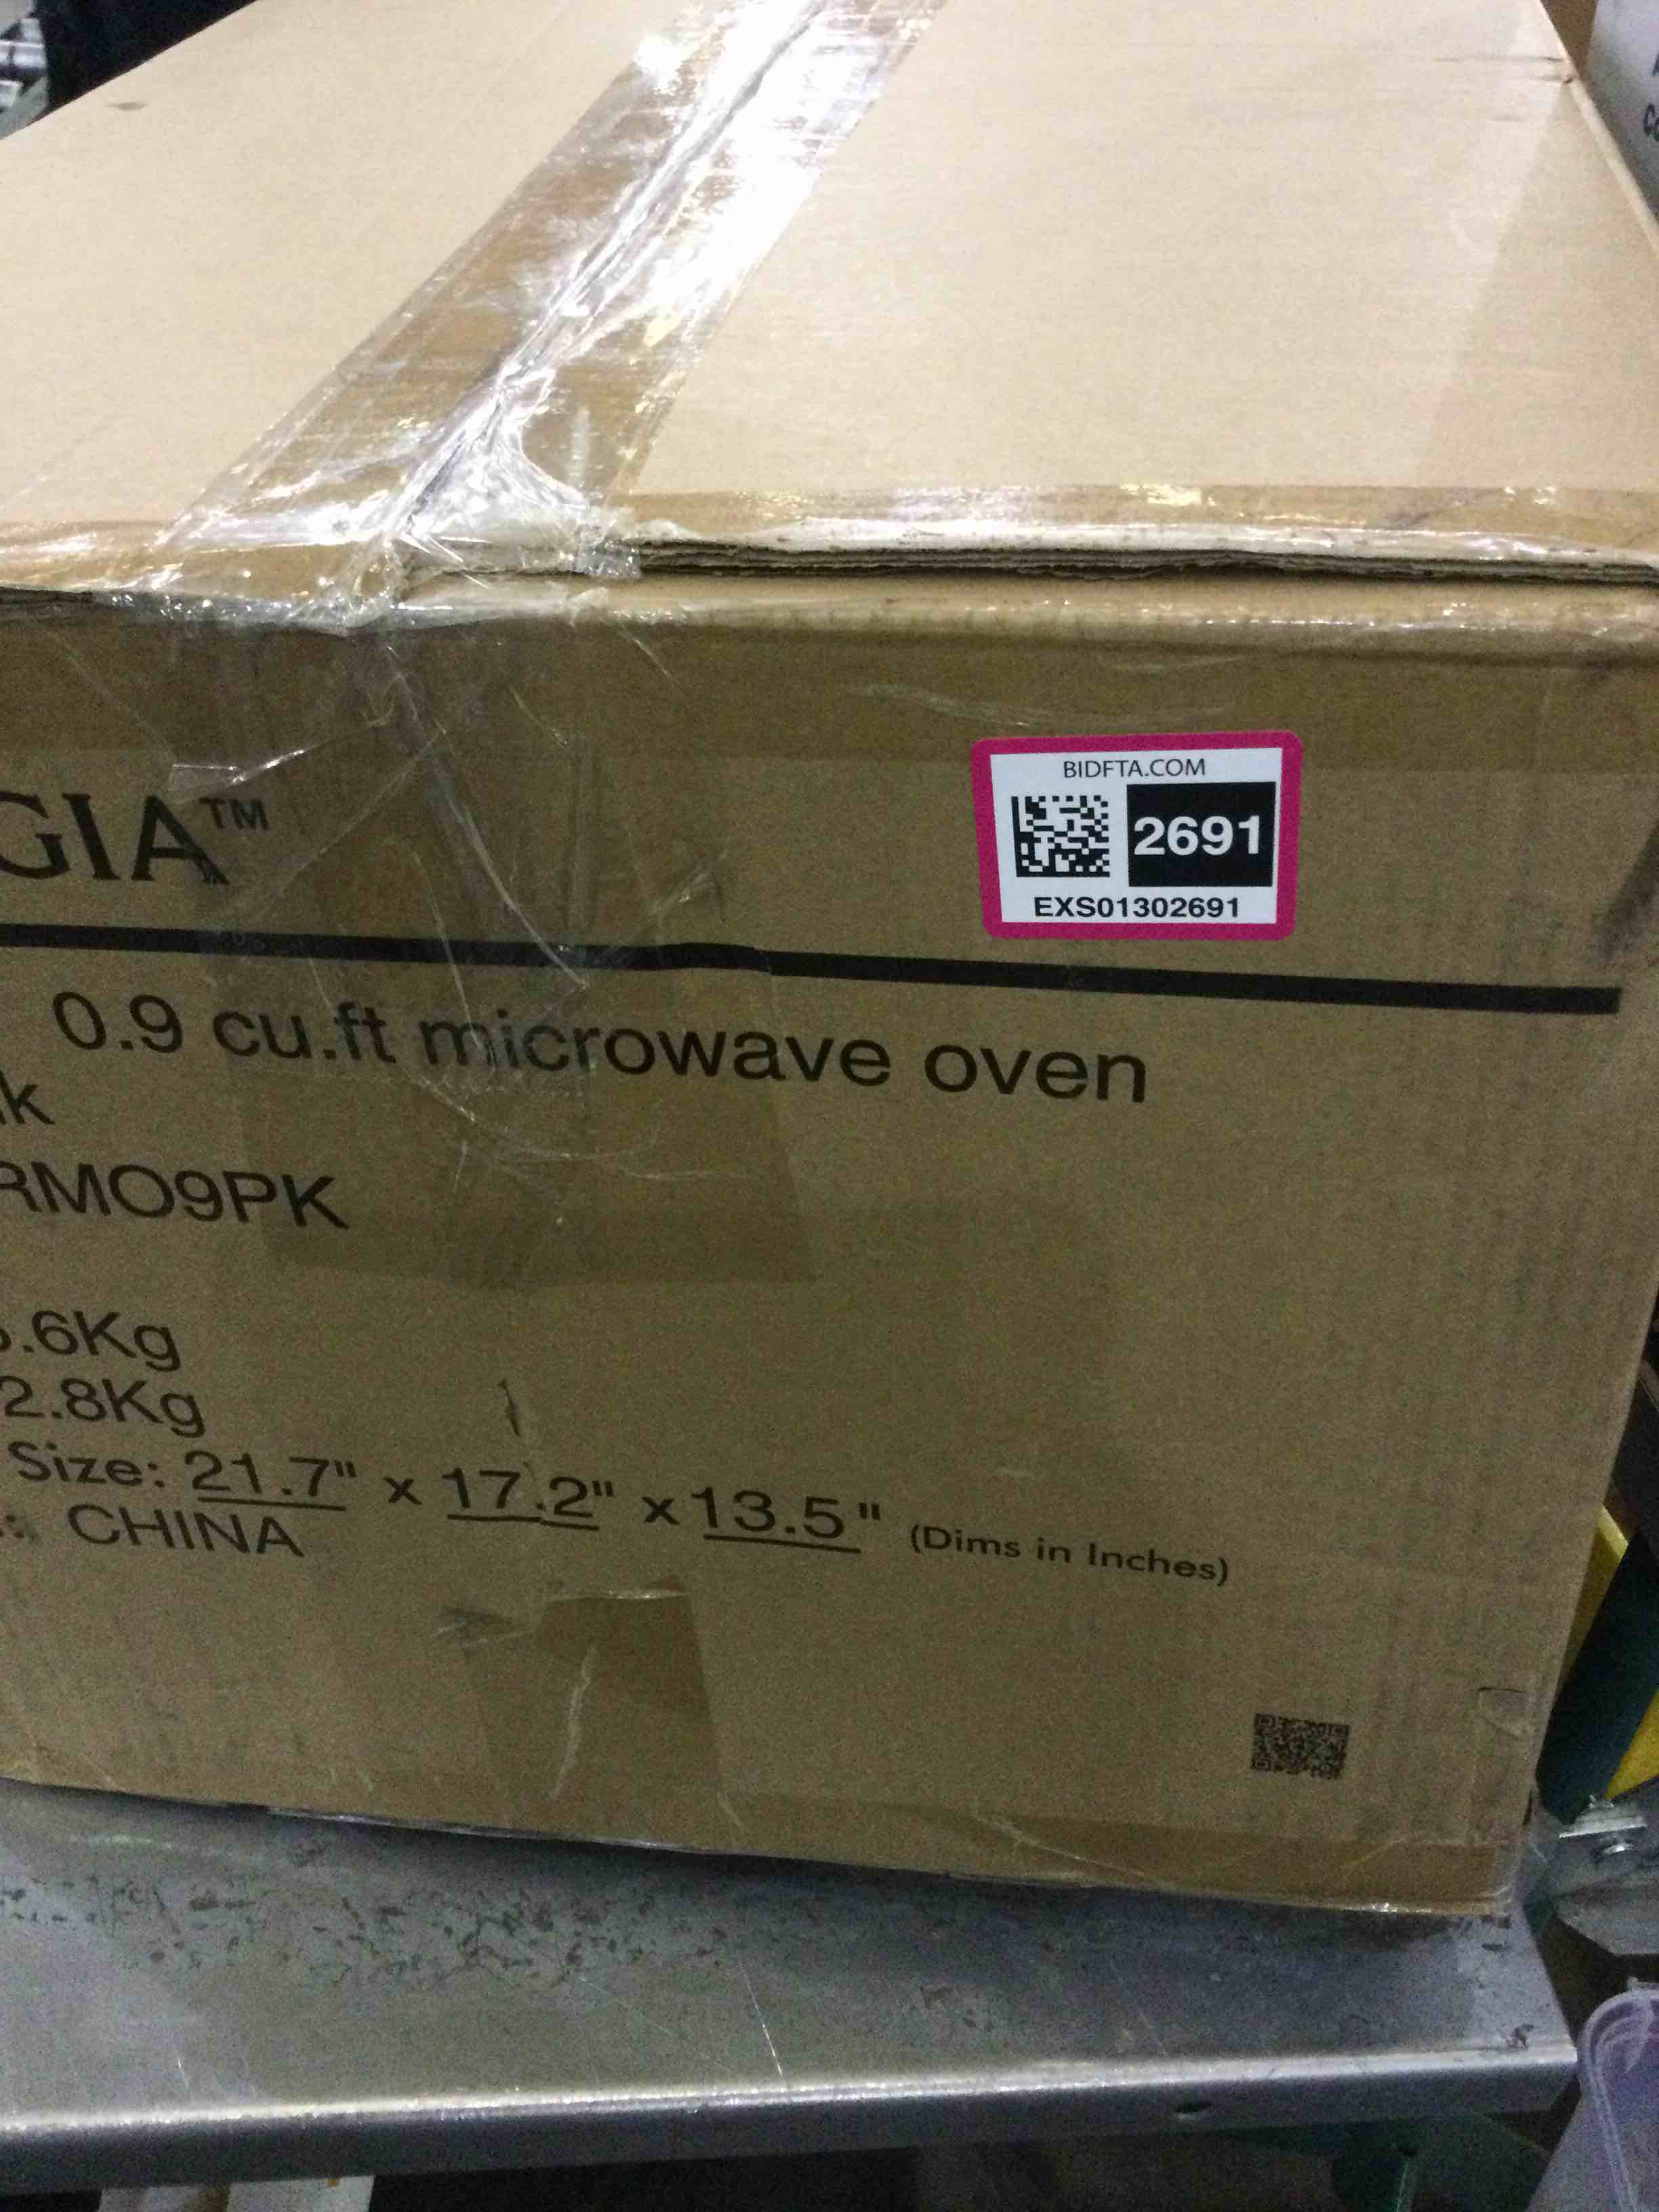 BIDFTA.COM
2691
EXS01302691
GIA™
0.9 cu.ft microwave oven
k
RMO9PK
.6Kg
2.8Kg
Size: 21.7" x 17.2" x 13.5" (Dims in Inches)
: CHINA